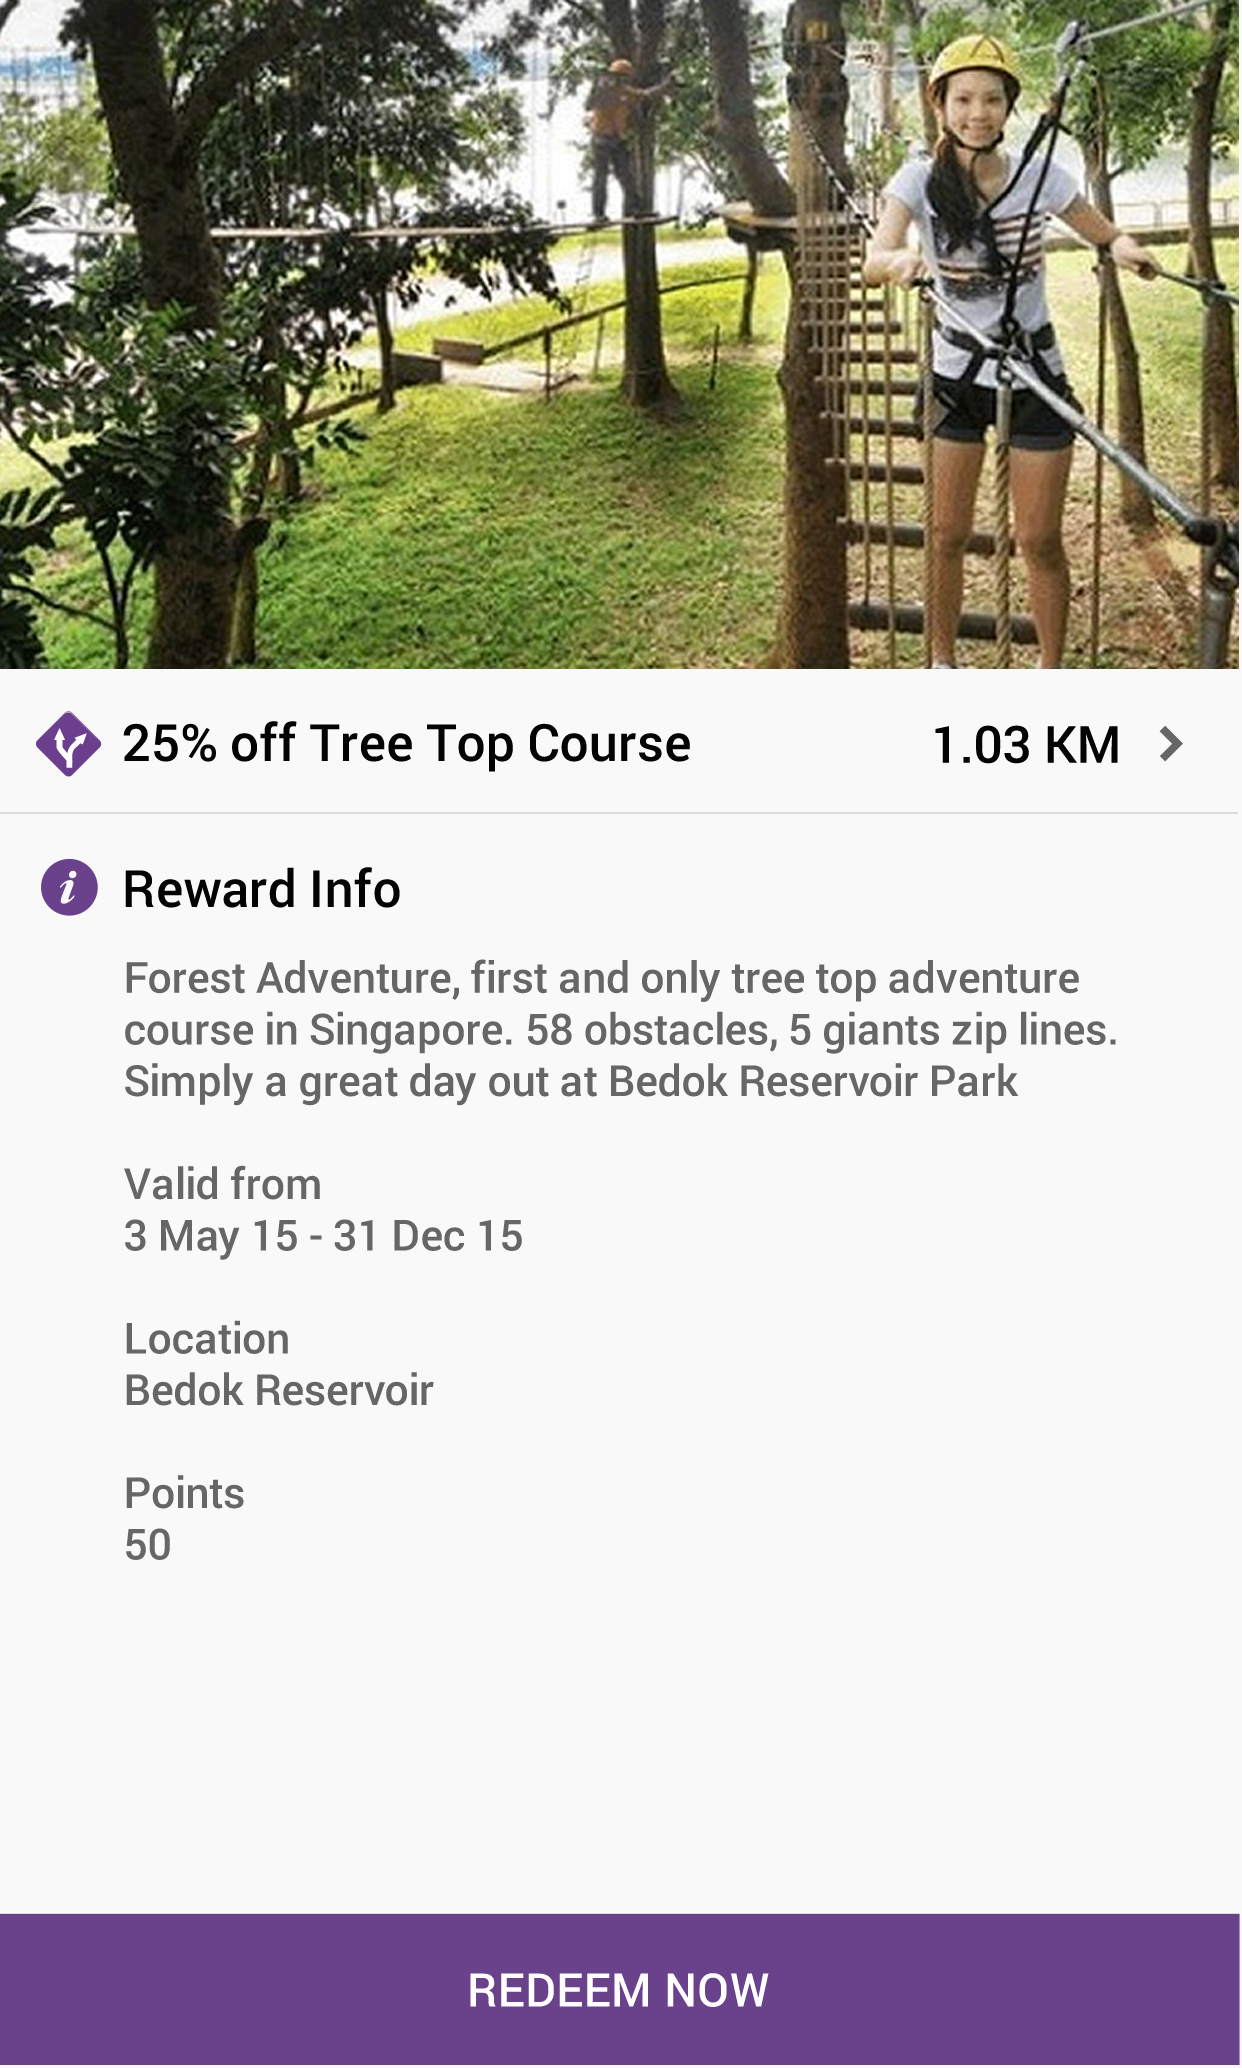 25% off Tree Top Course
1.03 KM
Reward Info
Forest Adventure, first and only tree top adventure
course in Singapore. 58 obstacles, 5 giants zip lines.
Simply a great day out at Bedok Reservoir Park
Valid from
3 May 15 - 31 Dec 15
Location
Bedok Reservoir
Points
50
REDEEM NOW